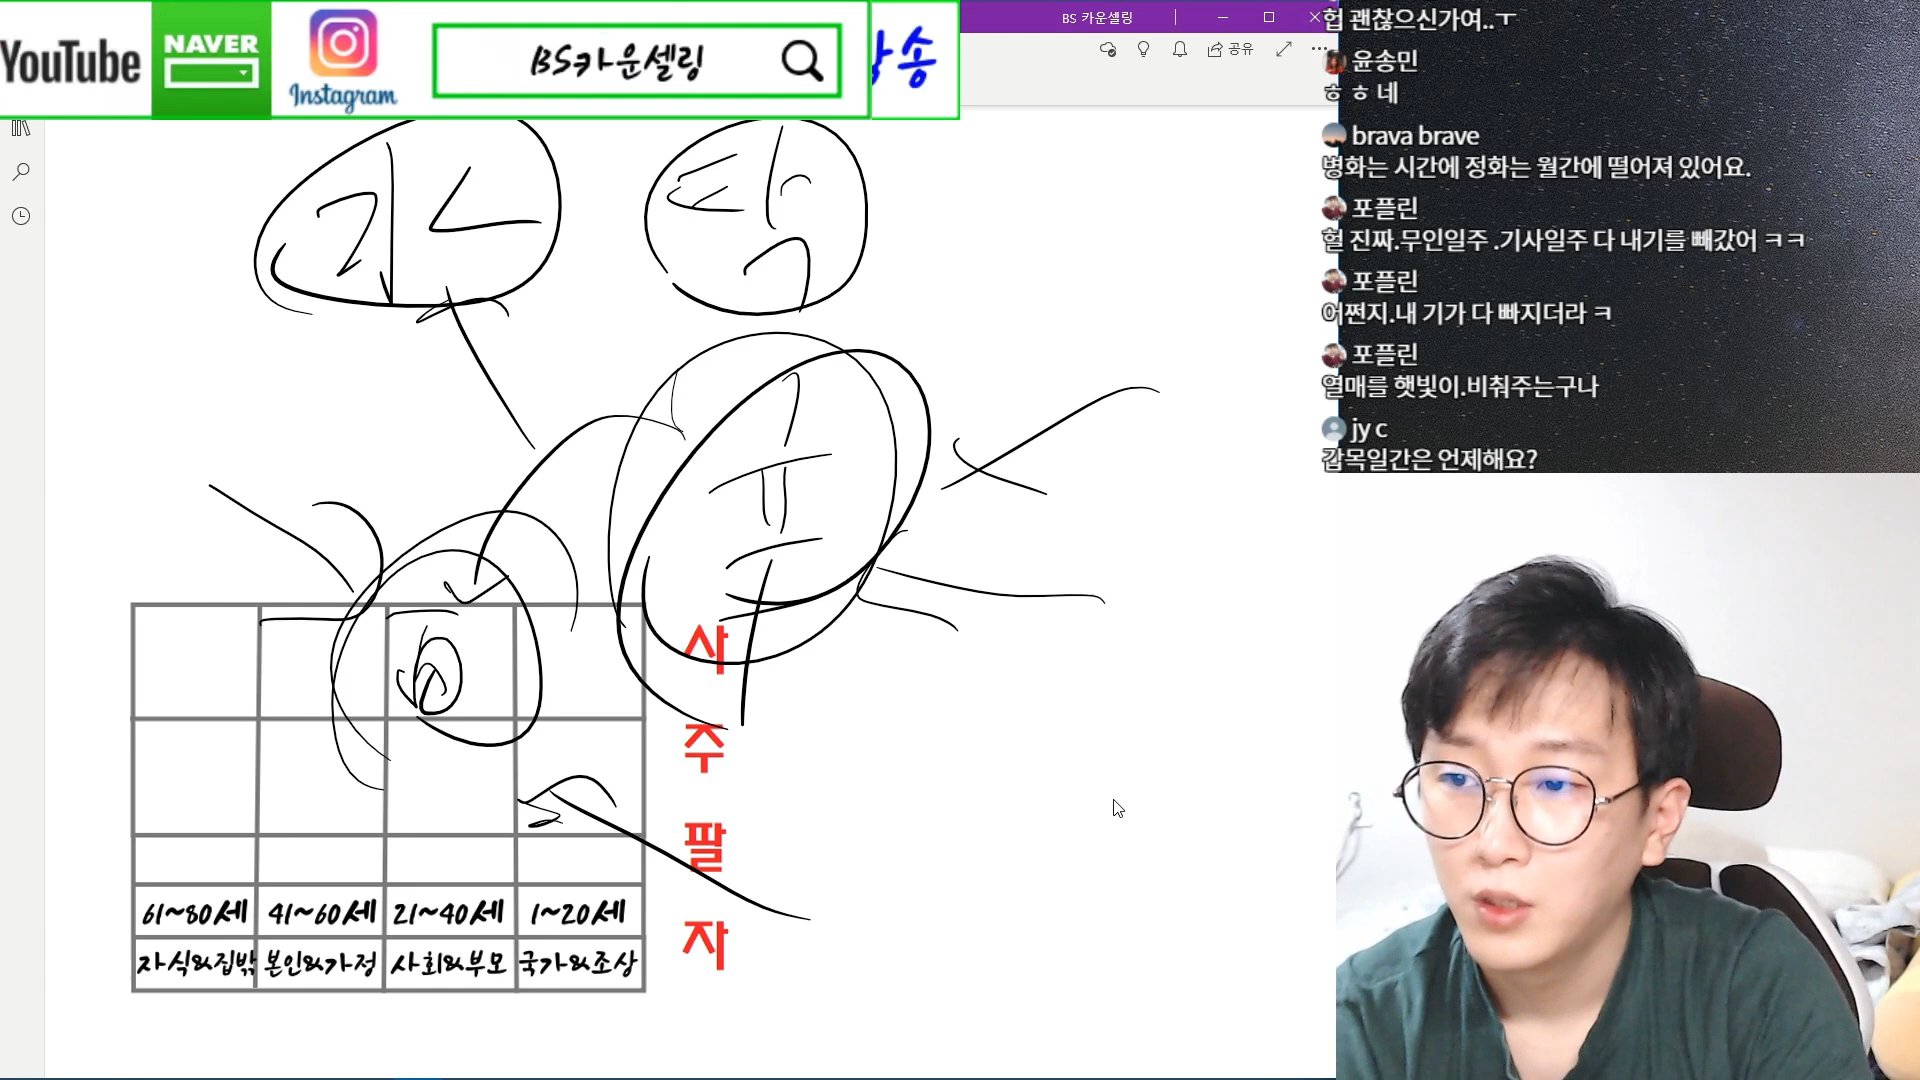 YouTube
NAVER
Instagram
BS카운셀링
방송
BS 카운셀링
공유
헙 괜찮으신가여..ㅜ
윤송민
ㅎ ㅎ 네
brava brave
병화는 시간에 정화는 월간에 떨어져 있어요.
포플린
헐 진짜.무인일주 .기사일주 다 내기를 빼갔어 ㅋㅋ
포플린
어쩐지.내 기가 다 빠지더라 ㅋ
포플린
열매를 햇빛이.비춰주는구나
jy c
갑목일간은 언제해요?
사
주
팔
자
61~80세 41~60세 21~40세 1~20세
자식&집밖 본인&가정 사회&부모 국가&조상